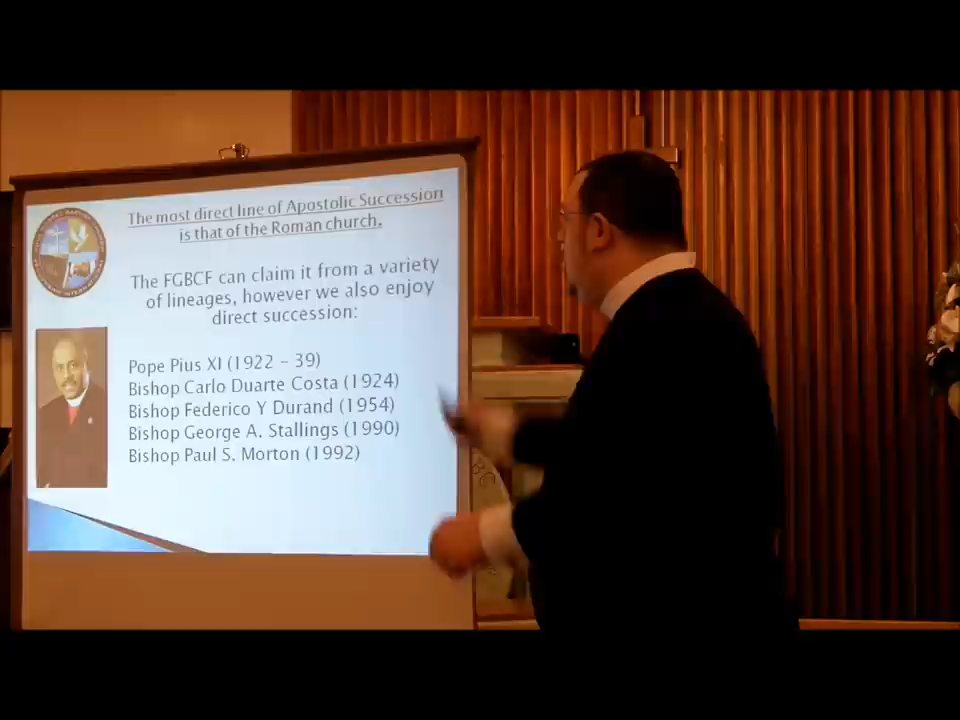 The most direct line of Apostolic Succession
is that of the Roman church.
The FGBCF can claim it from a variety
of lineages, however we also enjoy
direct succession:
Pope Pius XI (1922 – 39)
Bishop Carlo Duarte Costa (1924)
Bishop Federico Y Durand (1954)
Bishop George A. Stallings (1990)
Bishop Paul S. Morton (1992)